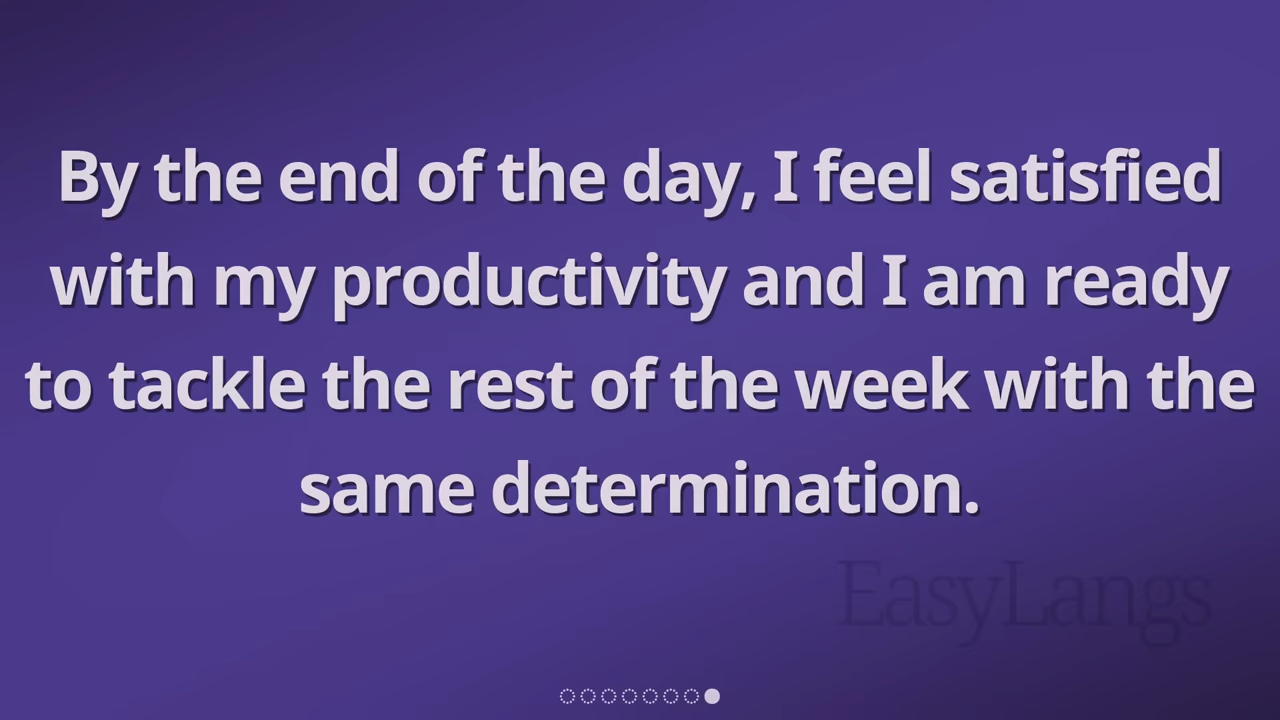 By the end of the day, I feel satisfied
with my productivity and I am ready
to tackle the rest of the week with the
same determination.
EasyLangs